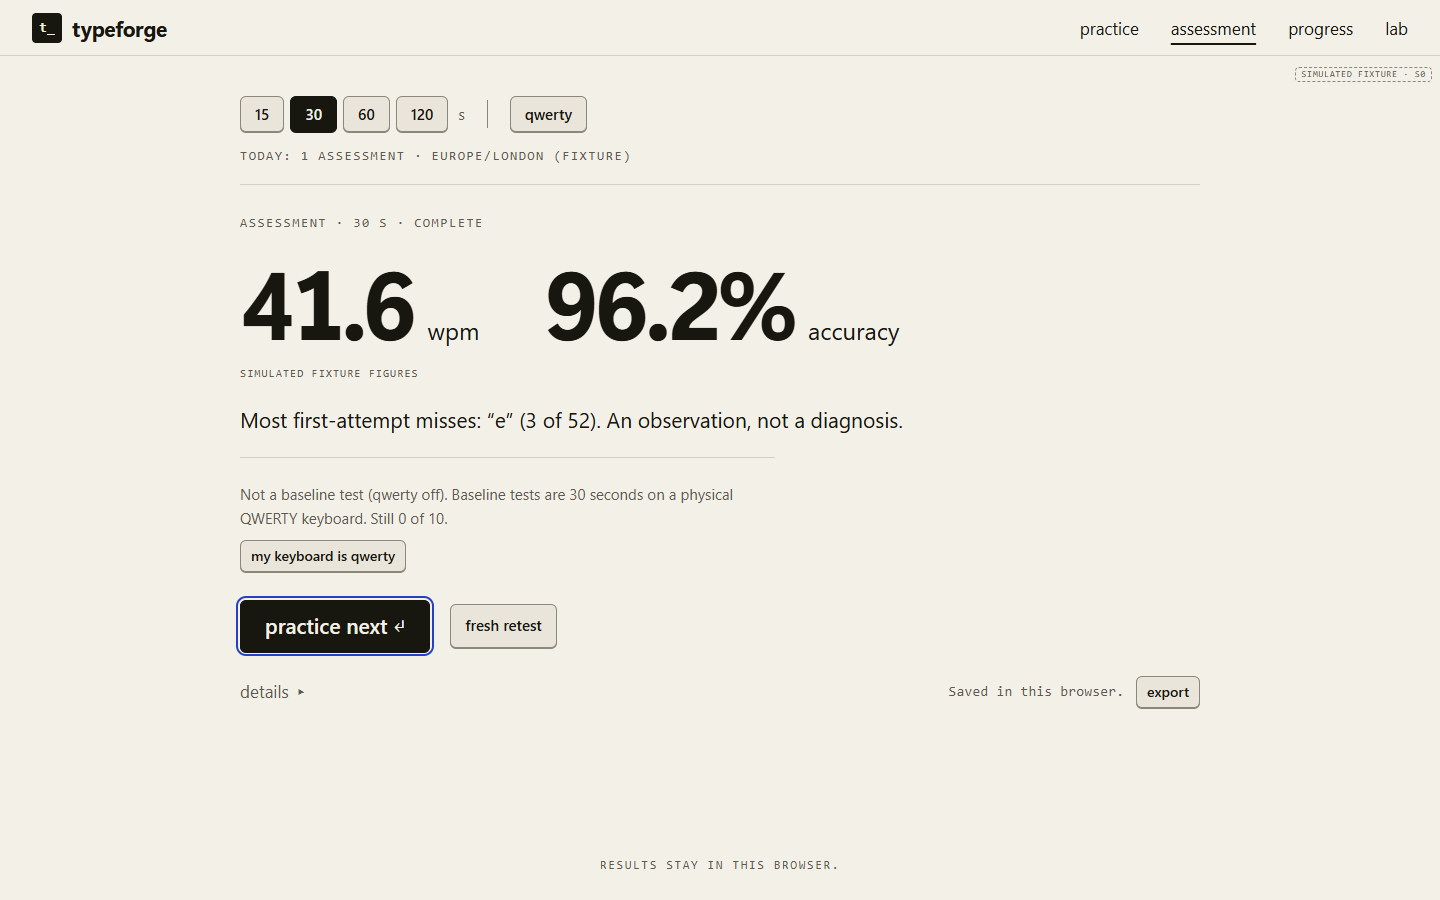 t_ typeforge practice assessment progress lab
SIMULATED FIXTURE · S0
15 30 60 120 s qwerty
TODAY: 1 ASSESSMENT · EUROPE/LONDON (FIXTURE)
ASSESSMENT · 30 S · COMPLETE
41.6 wpm 96.2% accuracy
SIMULATED FIXTURE FIGURES
Most first-attempt misses: “e” (3 of 52). An observation, not a diagnosis.
Not a baseline test (qwerty off). Baseline tests are 30 seconds on a physical
QWERTY keyboard. Still 0 of 10.
my keyboard is qwerty
practice next ↵ fresh retest
details ▸ Saved in this browser. export
RESULTS STAY IN THIS BROWSER.